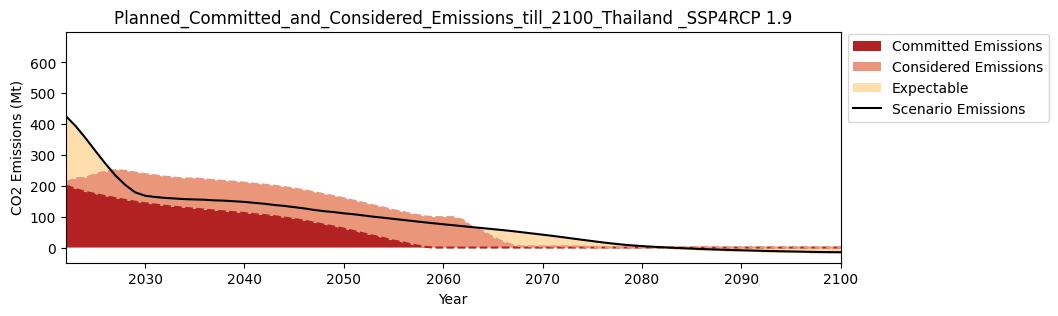 Planned_Committed_and_Considered_Emissions_till_2100_Thailand _SSP4RCP 1.9
CO2 Emissions (Mt)
600
500
400
300
200
100
0
2030 2040 2050 2060 2070 2080 2090 2100
Year
Committed Emissions
Considered Emissions
Expectable
Scenario Emissions